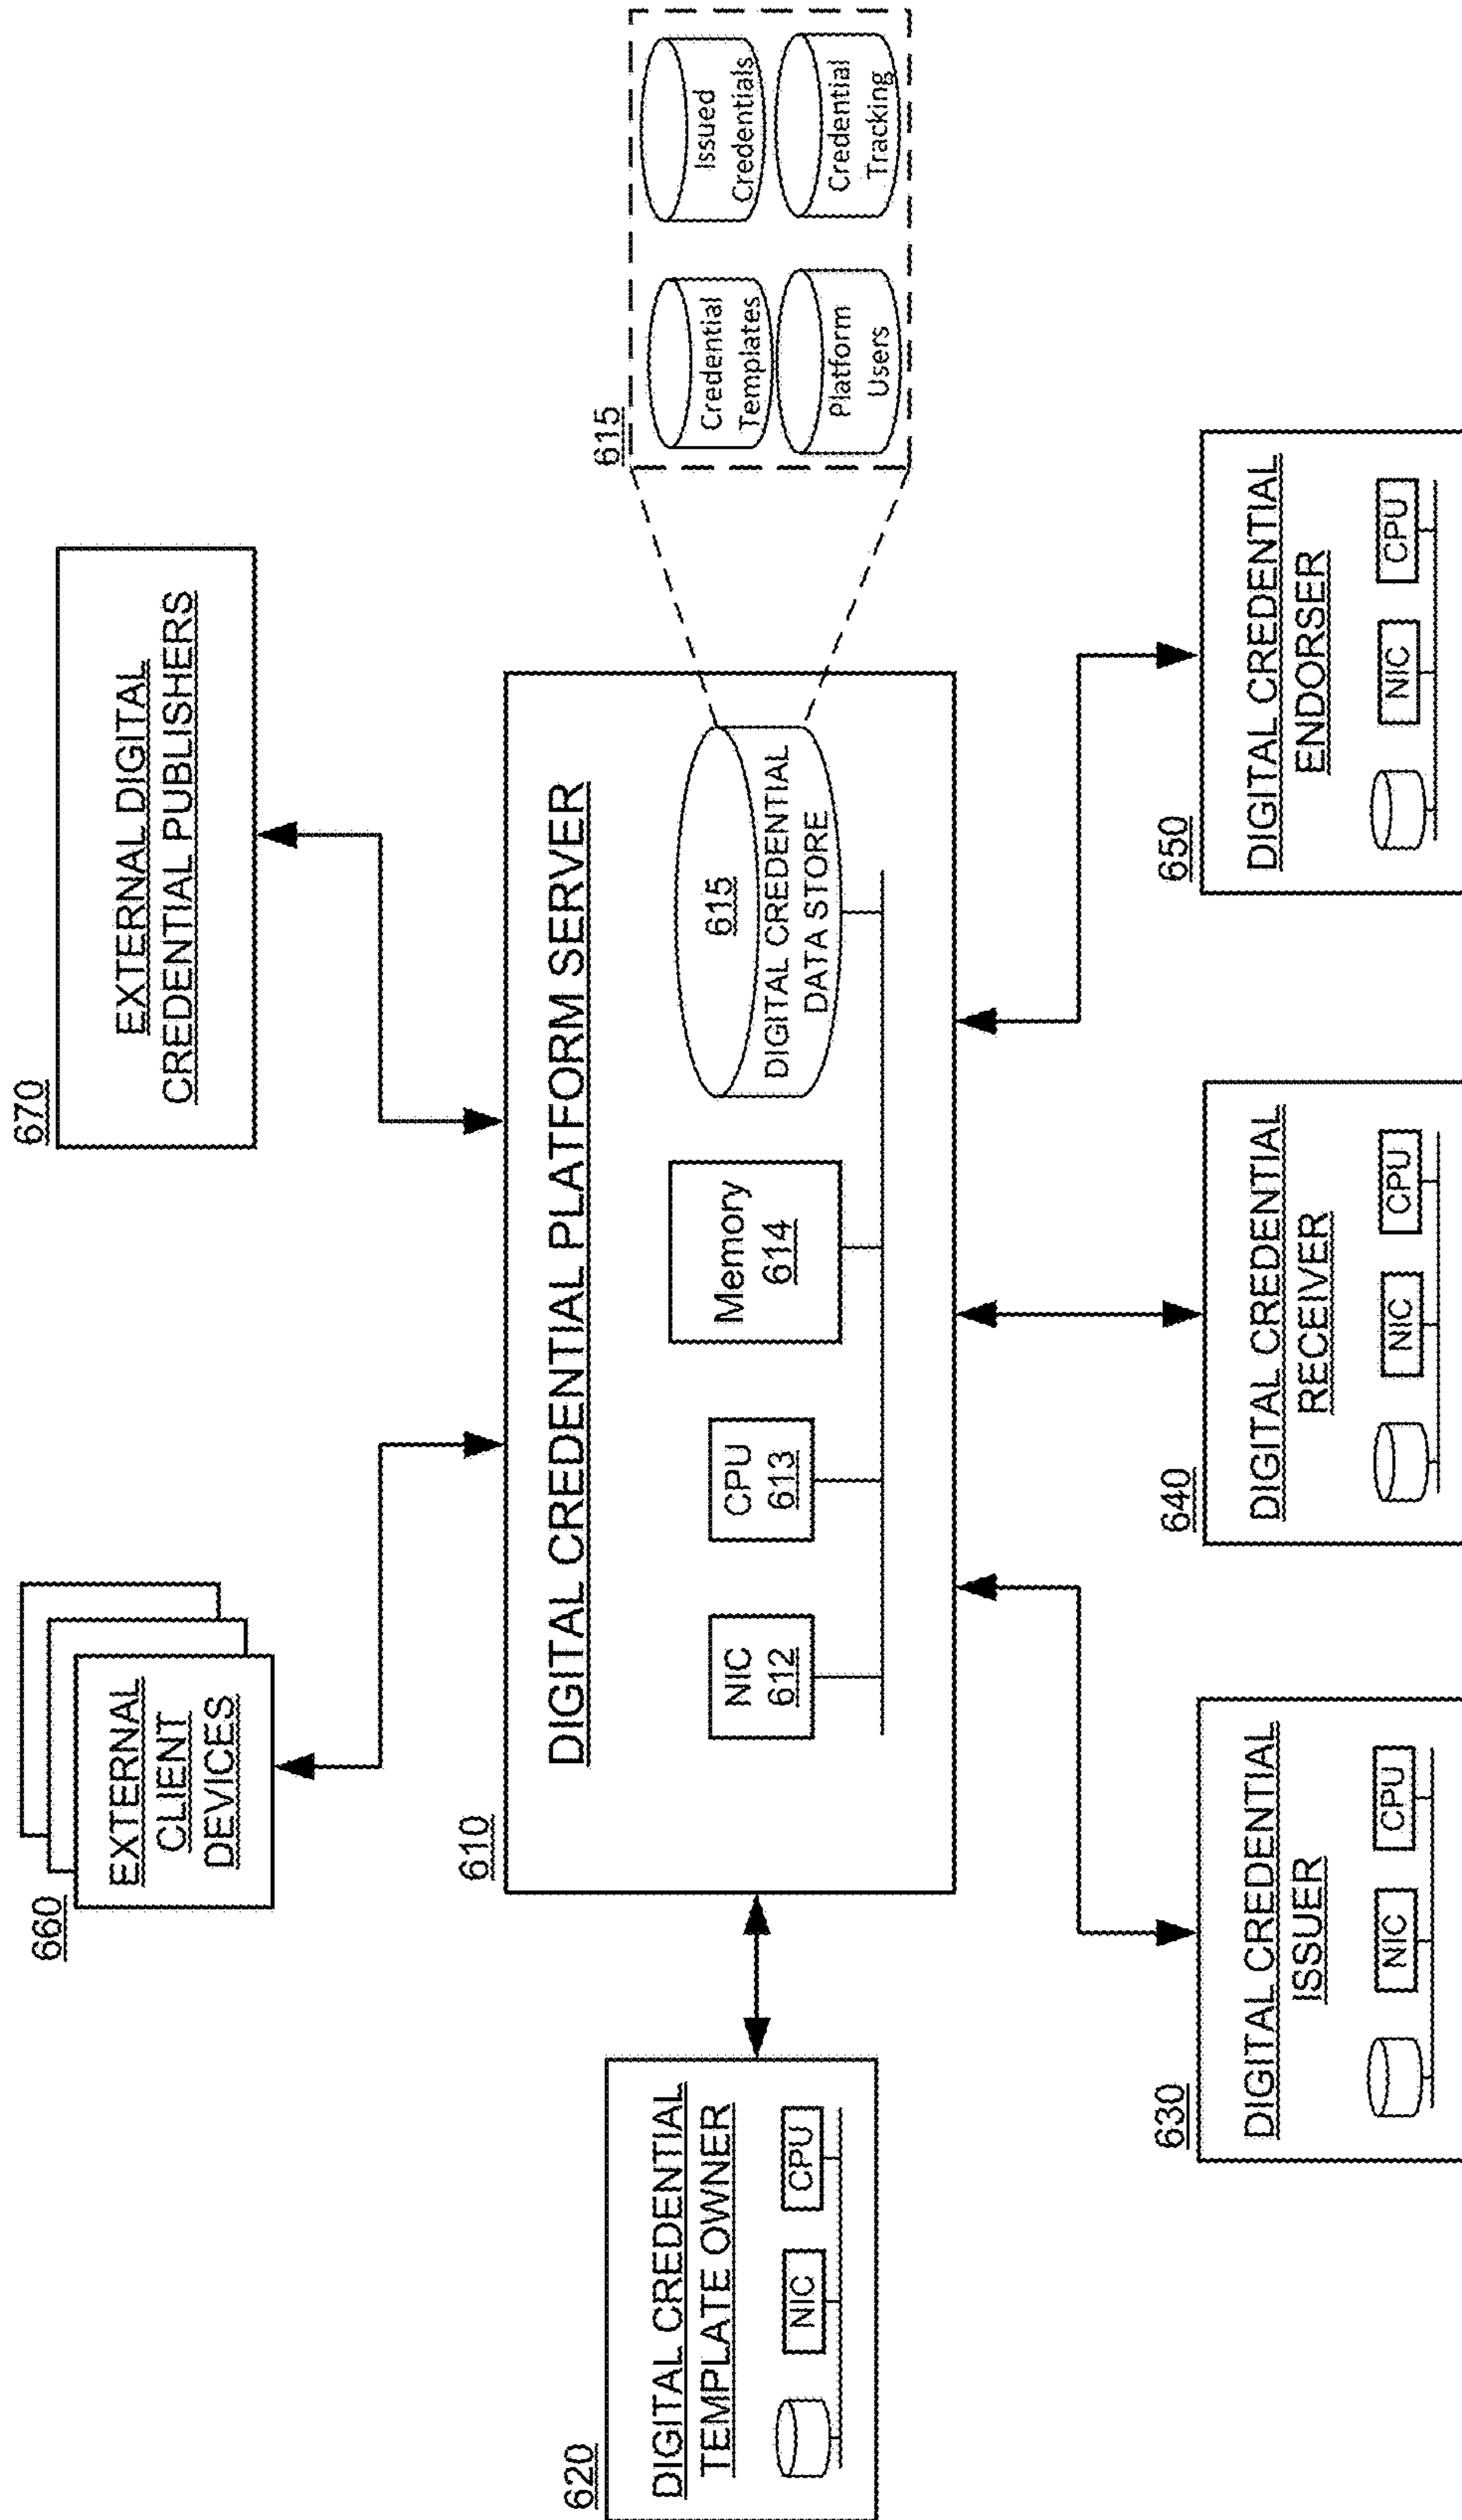 660
EXTERNAL
CLIENT
DEVICES
670
EXTERNAL DIGITAL
CREDENTIAL PUBLISHERS
610
DIGITAL CREDENTIAL PLATFORM SERVER
NIC
612
CPU
613
Memory
614
615
DIGITAL CREDENTIAL
DATA STORE
615
Credential
Templates
Issued
Credentials
Platform
Users
Credential
Tracking
620
DIGITAL CREDENTIAL
TEMPLATE OWNER
NIC
CPU
630
DIGITAL CREDENTIAL
ISSUER
NIC
CPU
640
DIGITAL CREDENTIAL
RECEIVER
NIC
CPU
650
DIGITAL CREDENTIAL
ENDORSER
NIC
CPU